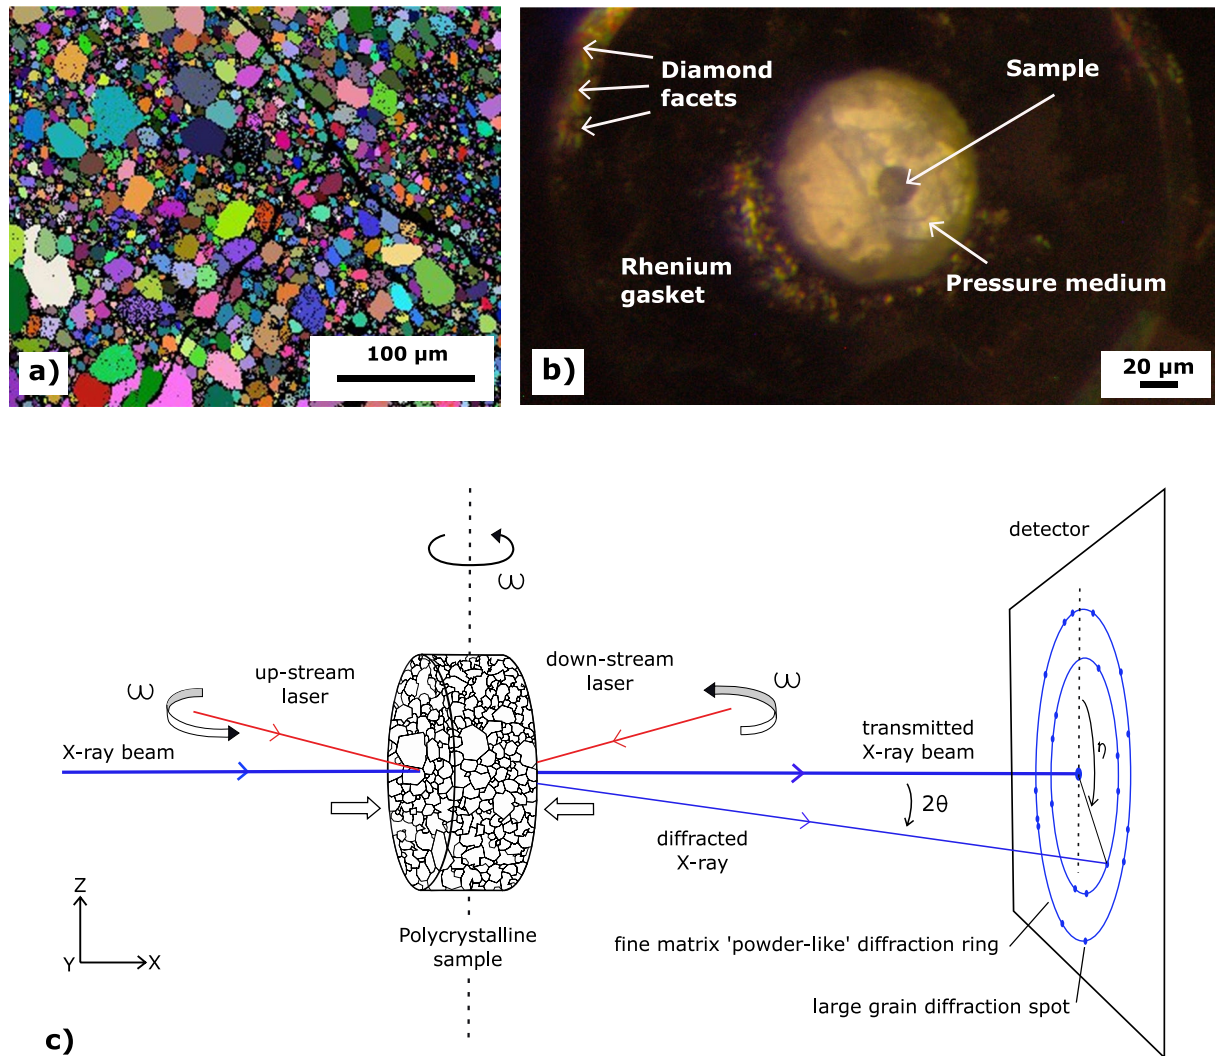 Diamond
facets
Sample
Rhenium
gasket
Pressure medium
100 µm
20 µm
a)
b)
detector
ω
down-stream
laser
up-stream
laser
ω
ω
transmitted
X-ray beam
X-ray beam
η
2θ
diffracted
X-ray
Z
Y
X
Polycrystalline
sample
fine matrix 'powder-like' diffraction ring
large grain diffraction spot
c)